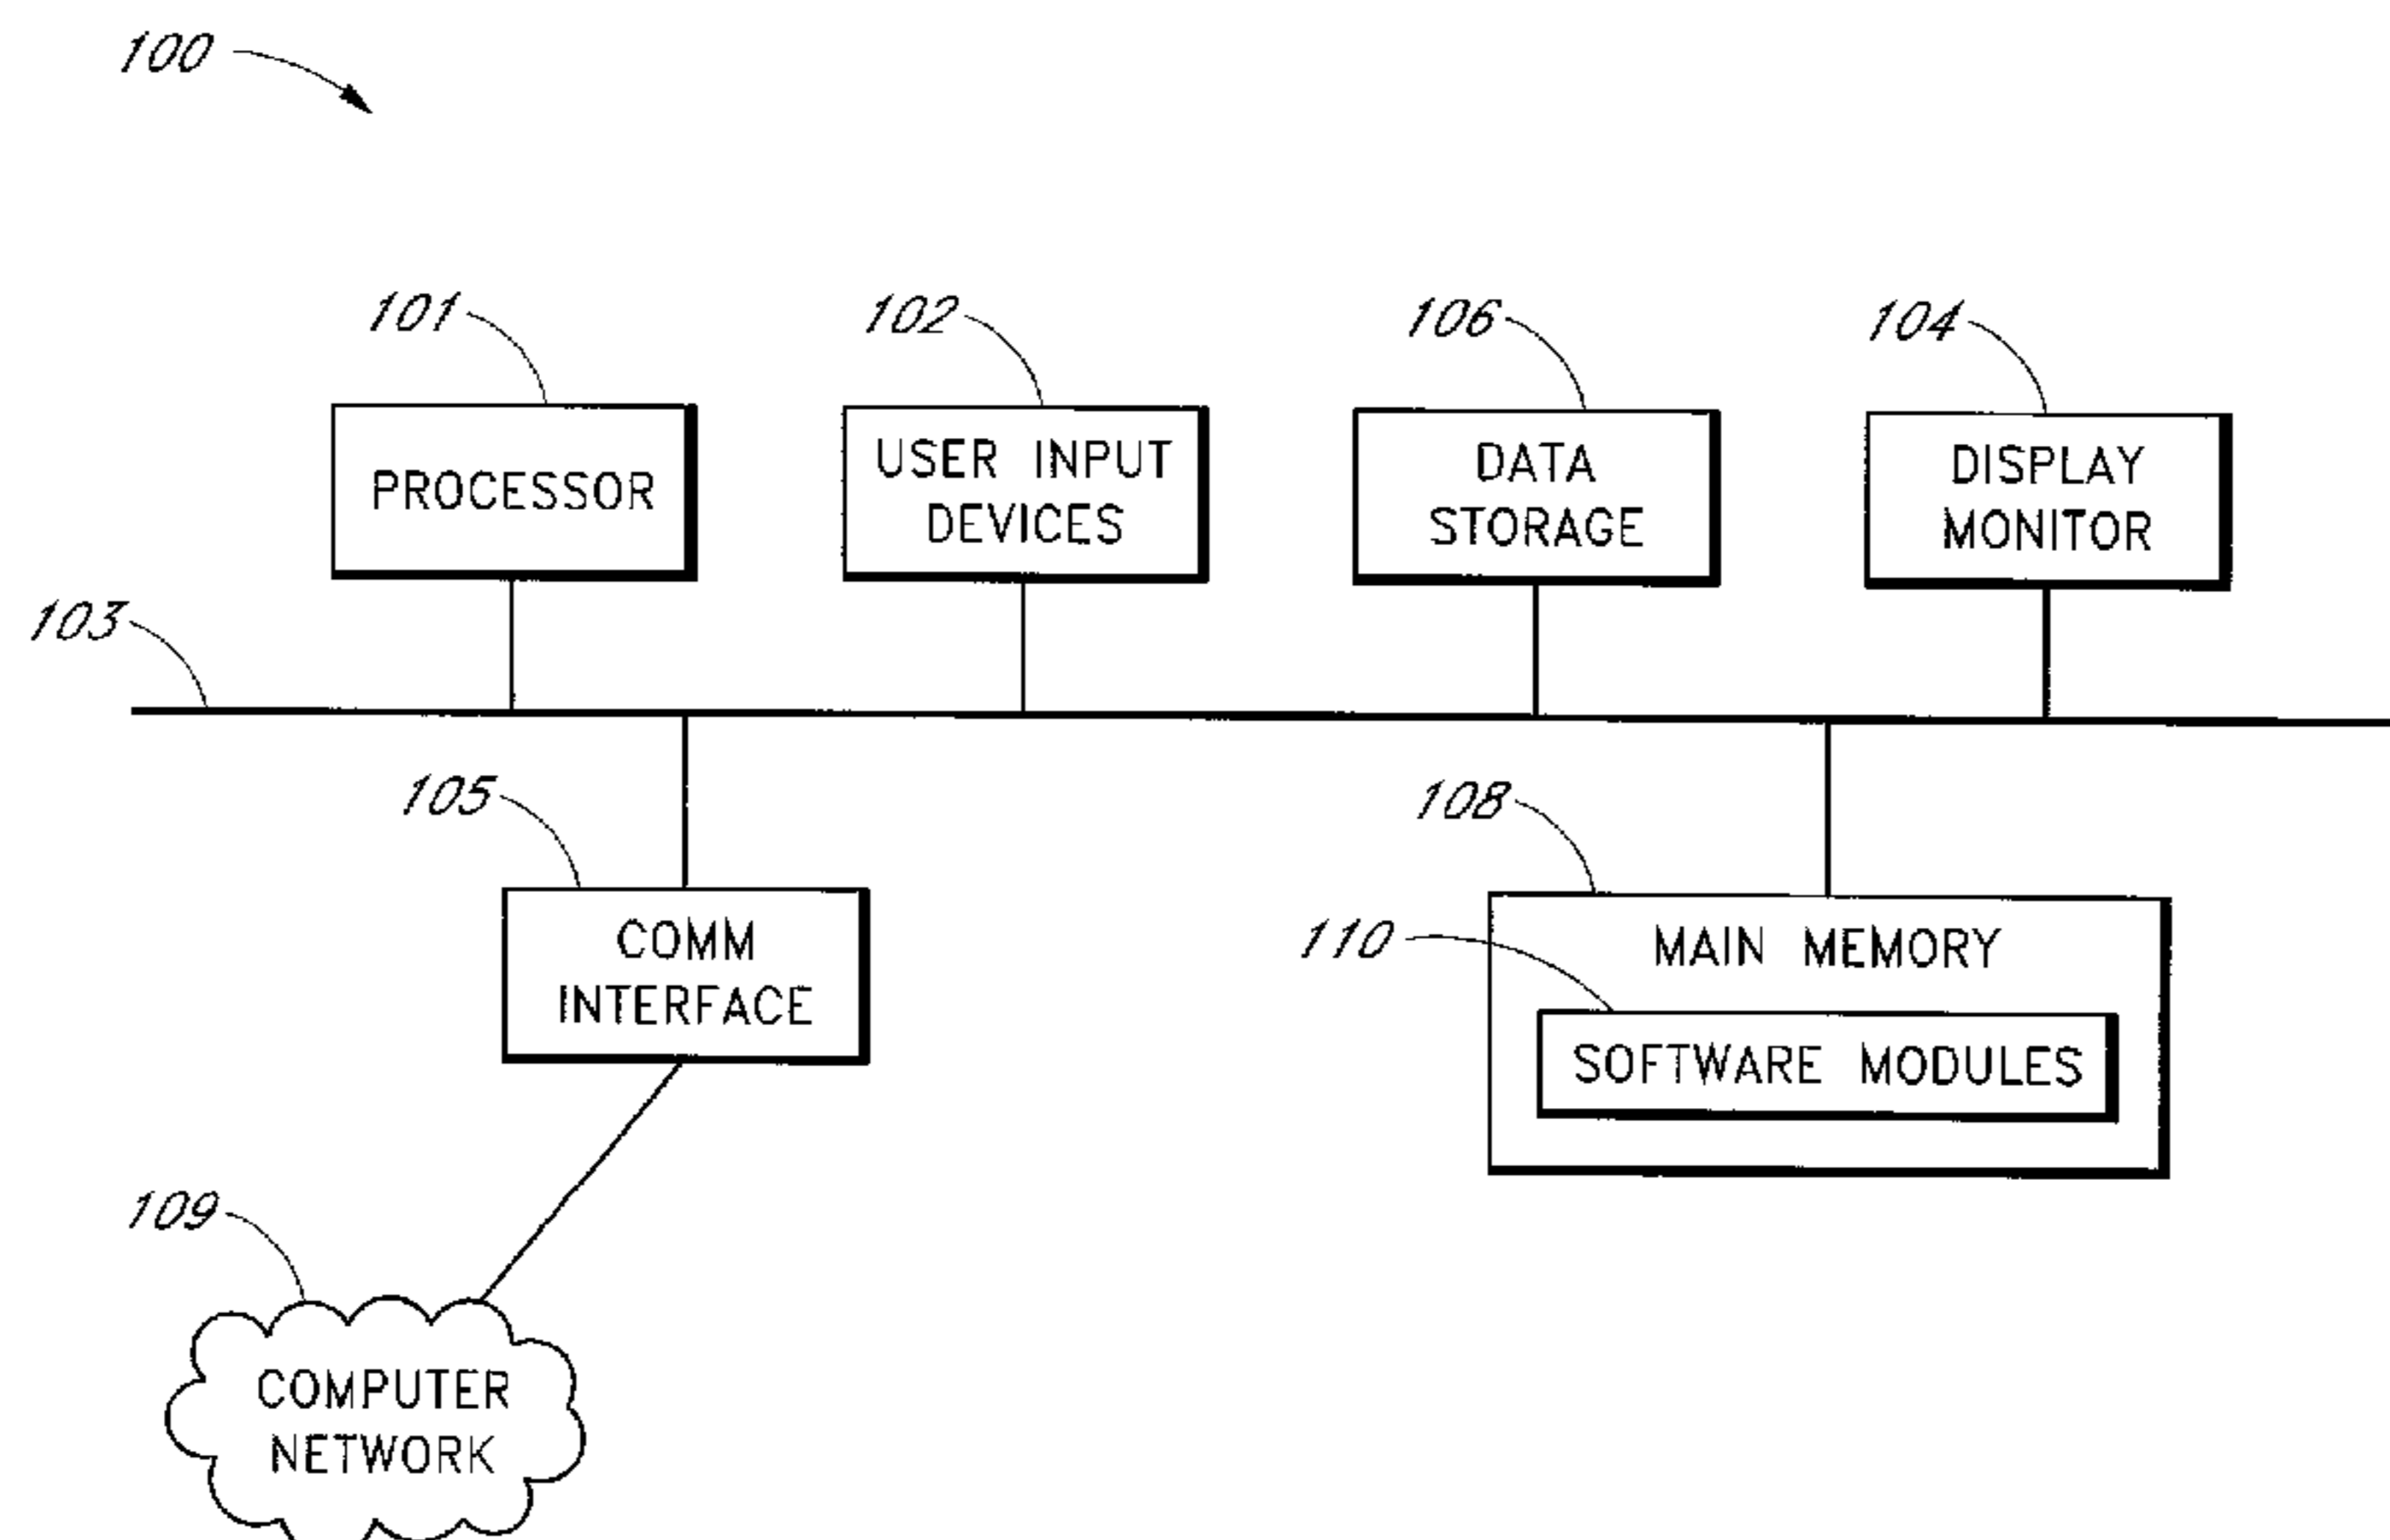 100
101
102
106
104
PROCESSOR
USER INPUT
DEVICES
DATA
STORAGE
DISPLAY
MONITOR
103
105
108
COMM
INTERFACE
110
MAIN MEMORY
SOFTWARE MODULES
109
COMPUTER
NETWORK